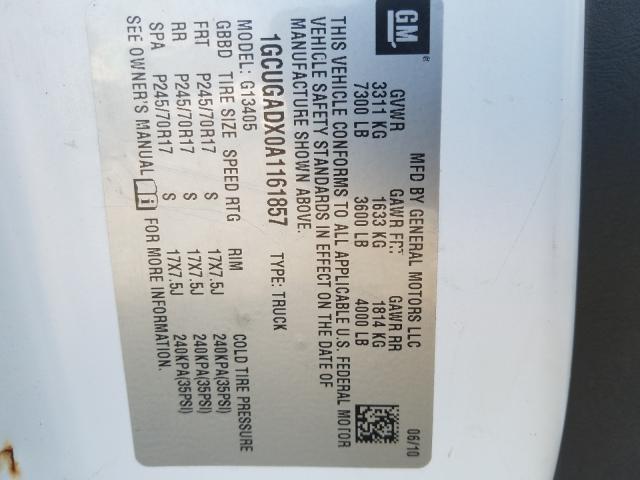 GM®
MFD BY GENERAL MOTORS LLC 06/10
GVWR GAWR FRT GAWR RR
3311 KG 1633 KG 1814 KG
7300 LB 3600 LB 4000 LB
THIS VEHICLE CONFORMS TO ALL APPLICABLE U.S. FEDERAL MOTOR
VEHICLE SAFETY STANDARDS IN EFFECT ON THE DATE OF
MANUFACTURE SHOWN ABOVE.
1GCUGADX0A1161857 TYPE: TRUCK
MODEL: G13405
GBBD TIRE SIZE SPEED RTG RIM COLD TIRE PRESSURE
FRT P245/70R17 S 17X7.5J 240KPA(35PSI)
RR P245/70R17 S 17X7.5J 240KPA(35PSI)
SPA P245/70R17 S 17X7.5J 240KPA(35PSI)
SEE OWNER'S MANUAL i FOR MORE INFORMATION.